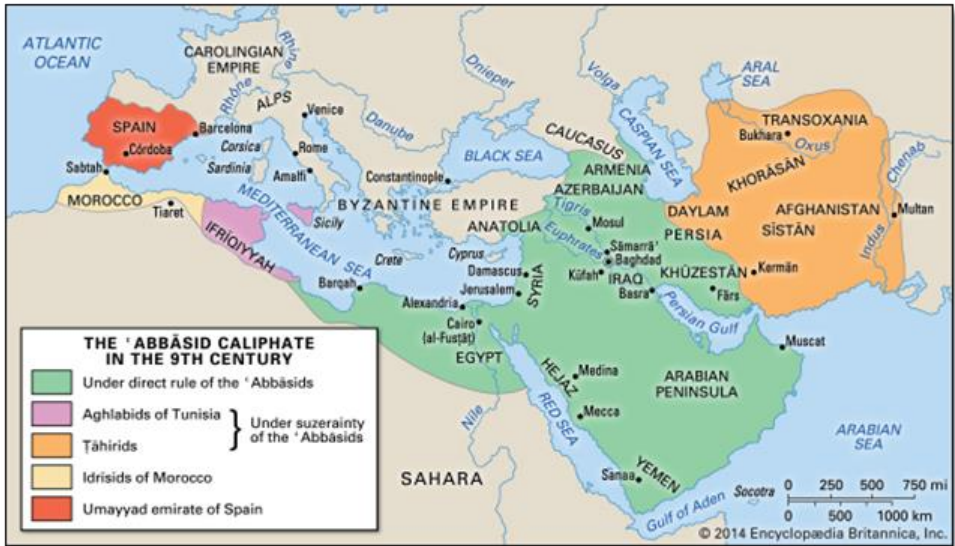 ATLANTIC
OCEAN
CAROLINGIAN
EMPIRE
Rhine
Rhône
ALPS
Venice
Danube
Dnieper
Volga
ARAL
SEA
CASPIAN SEA
CAUCASUS
BLACK SEA
TRANSOXANIA
Bukhara
Oxus
KHORĀSĀN
Chenab
SPAIN
Córdoba
Barcelona
Corsica
Sardinia
Rome
Amalfi
Constantinople
BYZANTINE EMPIRE
ANATOLIA
ARMENIA
AZERBAIJAN
Tigris
Mosul
DAYLAM
PERSIA
AFGHANISTAN
SĪSTĀN
Multan
Indus
Sabtah
MOROCCO
Tiaret
IFRĪQIYYAH
Sicily
MEDITERRANEAN SEA
Crete
Cyprus
Euphrates
Sāmarrā'
Baghdad
Kūfah
IRAQ
Basra
KHŪZESTĀN
Kermān
Fārs
Damascus
Jerusalem
SYRIA
Barqah
Alexandria
Cairo
(al-Fusṭāṭ)
EGYPT
Persian Gulf
Muscat
HEJAZ
Medina
Mecca
ARABIAN
PENINSULA
RED SEA
Nile
SAHARA
Sanaa
YEMEN
Gulf of Aden
Socotra
ARABIAN
SEA
THE ʿABBĀSID CALIPHATE
IN THE 9TH CENTURY
Under direct rule of the ʿAbbāsids
Aghlabids of Tunisia
Under suzerainty
of the ʿAbbāsids
Ṭāhirids
Idrīsids of Morocco
Umayyad emirate of Spain
0 250 500 750 mi
0 500 1000 km
© 2014 Encyclopædia Britannica, Inc.